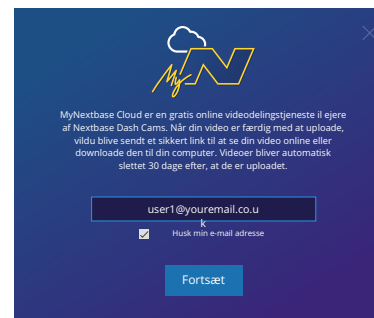 My N
MyNextbase Cloud er en gratis online videodelingstjeneste il ejere
af Nextbase Dash Cams. Når din video er færdig med at uploade,
vildu blive sendt et sikkert link til at se din video online eller
downloade den til din computer. Videoer bliver automatisk
slettet 30 dage efter, at de er uploadet.
user1@youremail.co.u
k
Husk min e-mail adresse
Fortsæt